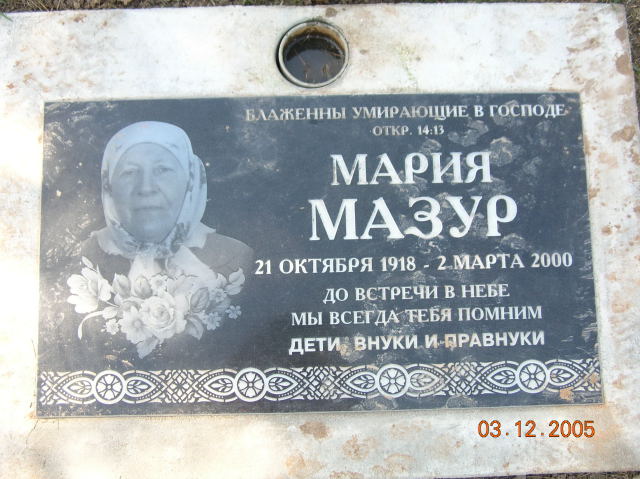 БЛАЖЕННЫ УМИРАЮЩИЕ В ГОСПОДЕ
ОТКР. 14:13
МАРИЯ
МАЗУР
21 ОКТЯБРЯ 1918 - 2 МАРТА 2000
ДО ВСТРЕЧИ В НЕБЕ
МЫ ВСЕГДА ТЕБЯ ПОМНИМ
ДЕТИ, ВНУКИ И ПРАВНУКИ
03.12.2005